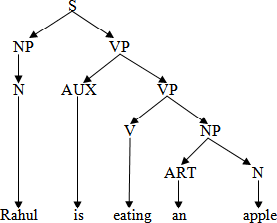 S
NP VP
N AUX VP
V NP
ART N
Rahul is eating an apple